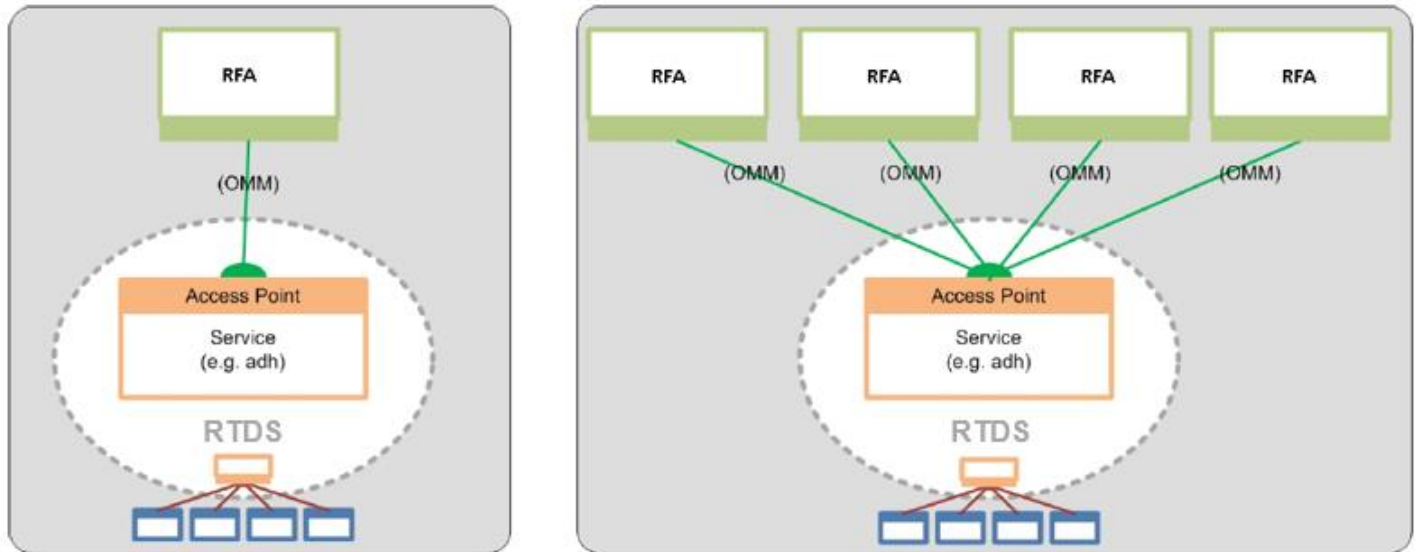 RFA
(OMM)
Access Point
Service
(e.g. adh)
RTDS
RFA RFA RFA RFA
(OMM) (OMM) (OMM) (OMM)
Access Point
Service
(e.g. adh)
RTDS